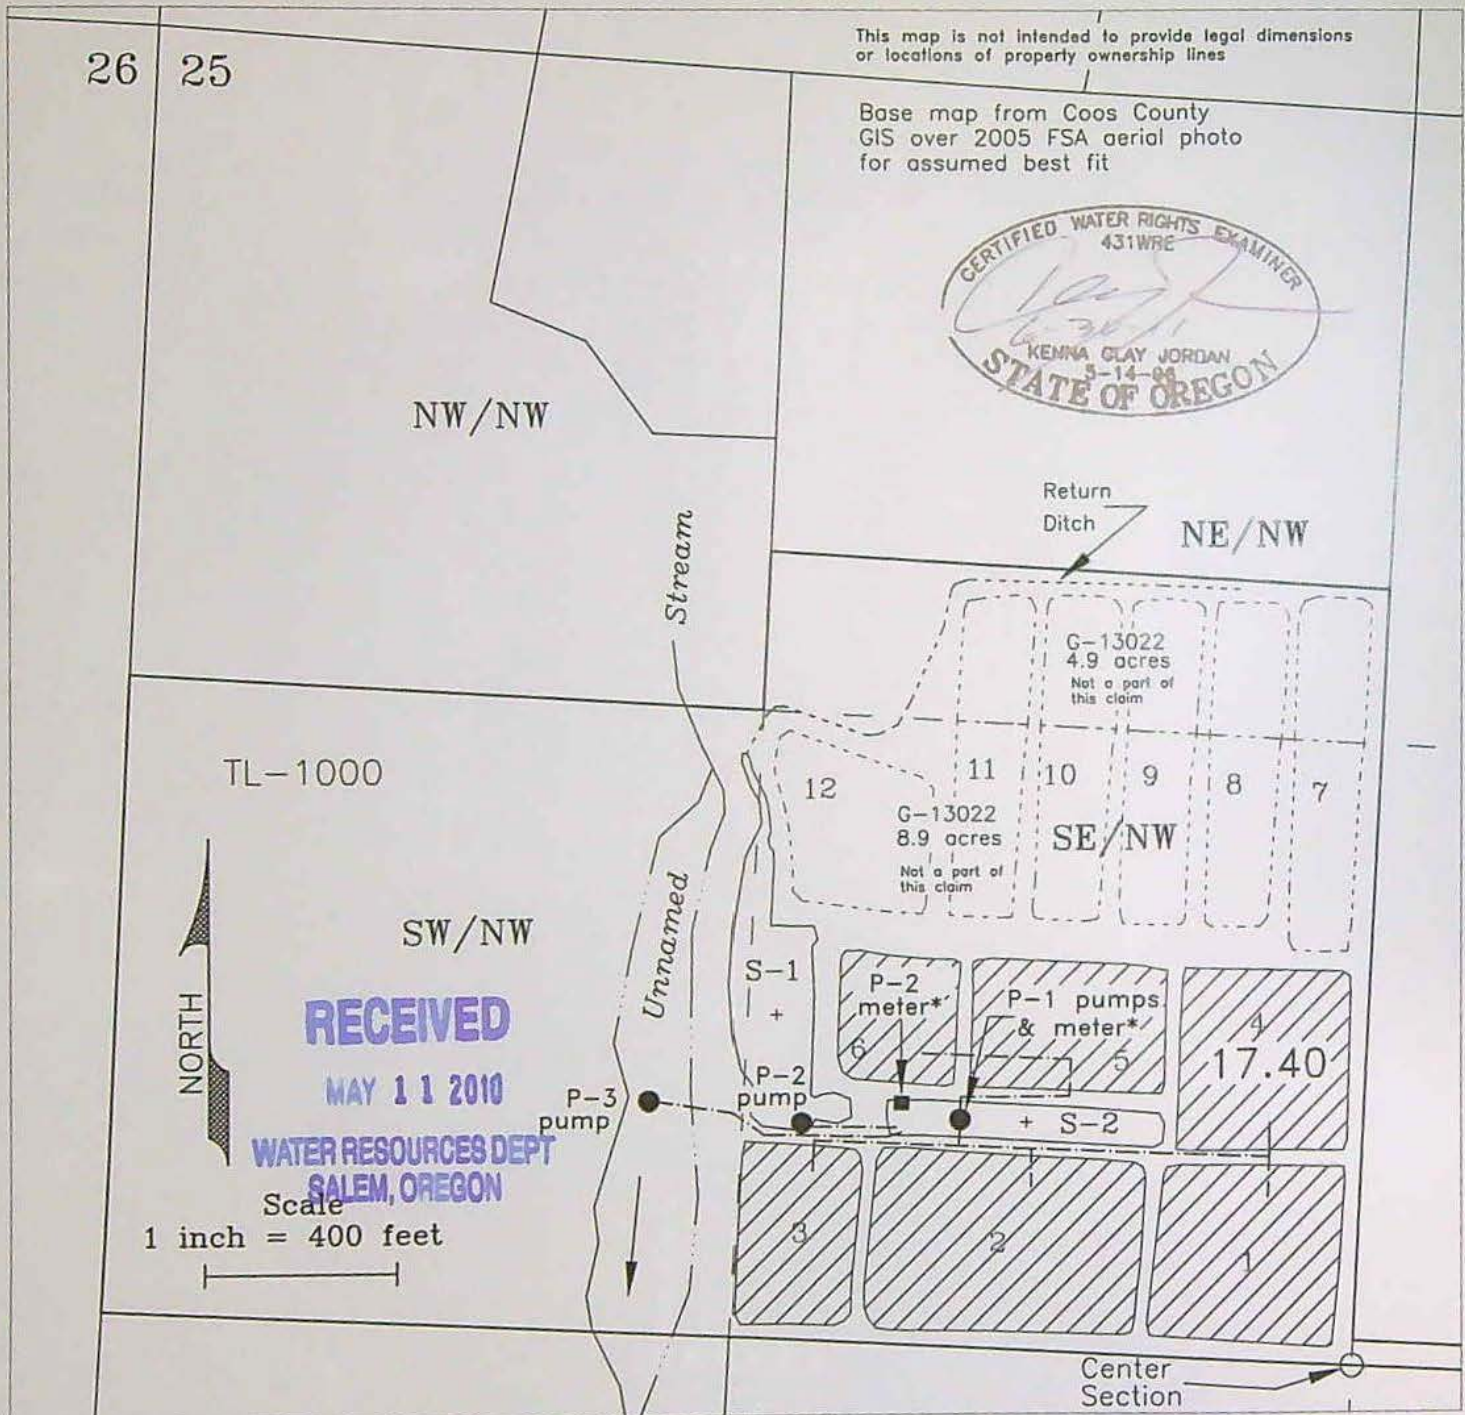 26
25
This map is not intended to provide legal dimensions
or locations of property ownership lines
Base map from Coos County
GIS over 2005 FSA aerial photo
for assumed best fit
CERTIFIED WATER RIGHTS EXAMINER
431WRE
KENNA CLAY JORDAN
STATE OF OREGON
NW/NW
Return
Ditch
NE/NW
Stream
G-13022
4.9 acres
Not a part of
this claim
TL-1000
12
11
10
9
8
7
G-13022
8.9 acres
Not a part of
this claim
SE/NW
SW/NW
Unnamed
S-1
P-2
meter*
P-1 pumps
& meter*
4
17.40
6
5
NORTH
RECEIVED
MAY 11 2010
WATER RESOURCES DEPT
SALEM, OREGON
P-3
pump
P-2
pump
S-2
Scale
1 inch = 400 feet
3
2
1
Center
Section